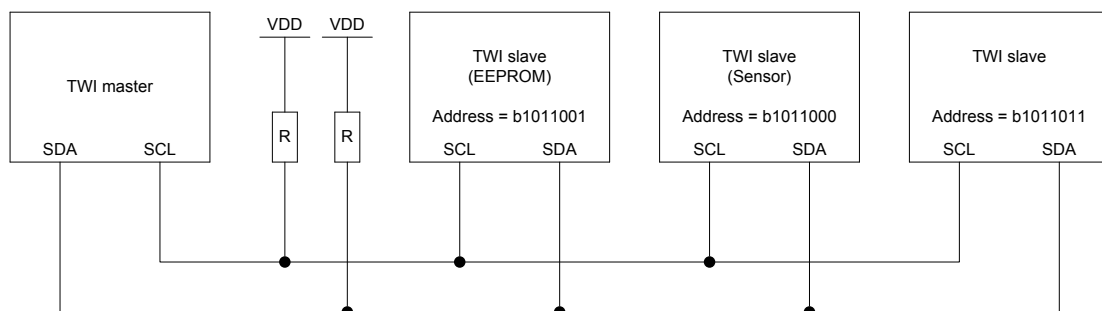 VDD VDD
TWI master
SDA SCL
R R
TWI slave
(EEPROM)
Address = b1011001
SCL SDA
TWI slave
(Sensor)
Address = b1011000
SCL SDA
TWI slave
Address = b1011011
SCL SDA